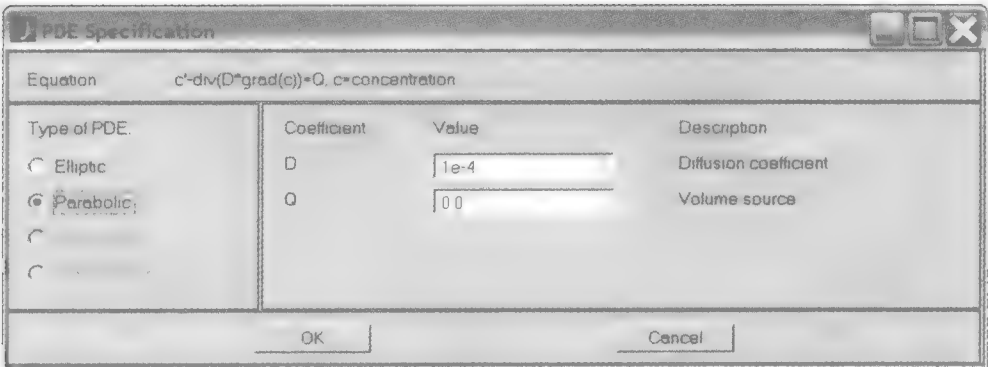 PDE Specification
Equation c'-div(D*grad(c))=Q, c=concentration
Type of PDE:
Elliptic
Parabolic
Coefficient Value Description
D 1e-4 Diffusion coefficient
Q 0 0 Volume source
OK Cancel